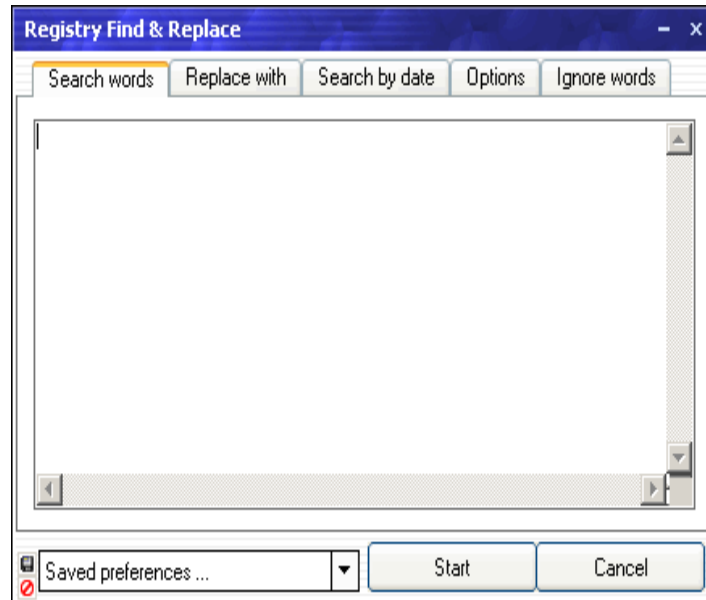 Registry Find & Replace
Search words Replace with Search by date Options Ignore words
Saved preferences ... Start Cancel